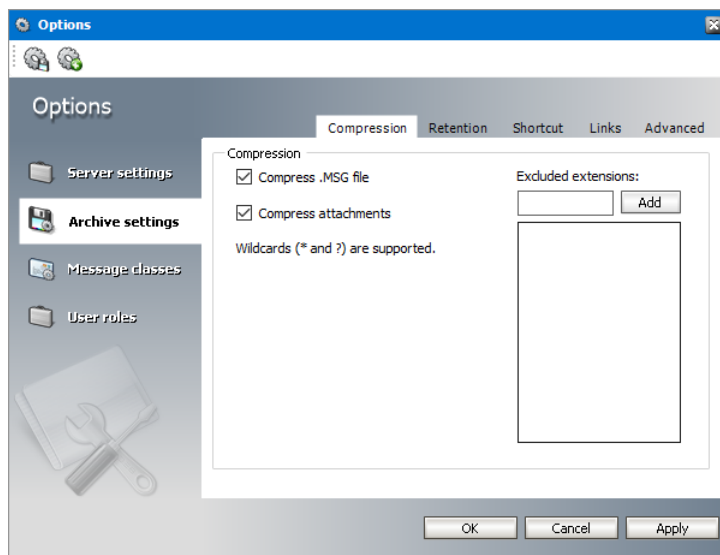 Options
Options
Compression Retention Shortcut Links Advanced
Server settings
Archive settings
Message classes
User roles
Compression
Compress .MSG file
Compress attachments
Wildcards (* and ?) are supported.
Excluded extensions:
Add
OK Cancel Apply